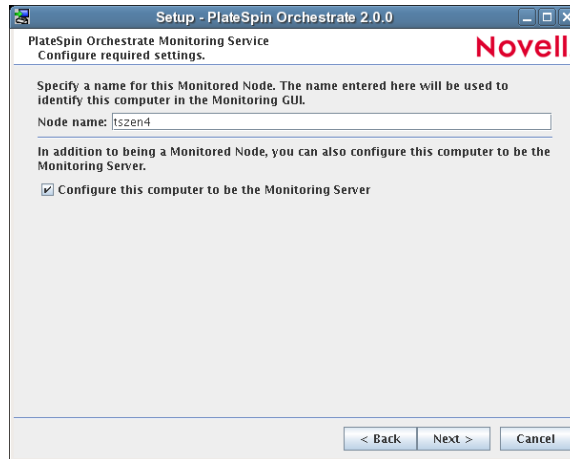 Setup - PlateSpin Orchestrate 2.0.0
PlateSpin Orchestrate Monitoring Service
Configure required settings.
Novell
Specify a name for this Monitored Node. The name entered here will be used to
identify this computer in the Monitoring GUI.
Node name: tszen4
In addition to being a Monitored Node, you can also configure this computer to be the
Monitoring Server.
Configure this computer to be the Monitoring Server
< Back Next > Cancel